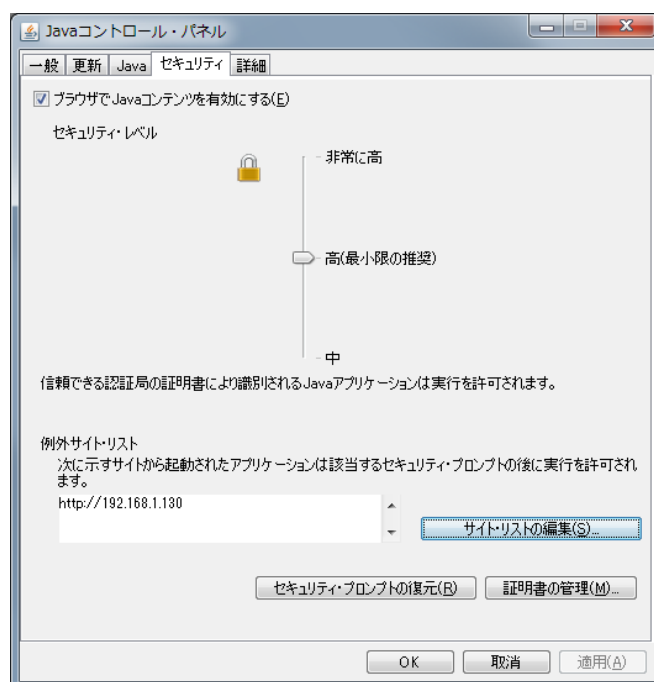 Javaコントロール・パネル
一般 更新 Java セキュリティ 詳細
ブラウザでJavaコンテンツを有効にする(E)
セキュリティ・レベル
非常に高
高(最小限の推奨)
中
信頼できる認証局の証明書により識別されるJavaアプリケーションは実行を許可されます。
例外サイト・リスト
次に示すサイトから起動されたアプリケーションは該当するセキュリティ・プロンプトの後に実行を許可され
ます。
http://192.168.1.130
サイト・リストの編集(S)...
セキュリティ・プロンプトの復元(R) 証明書の管理(M)...
OK 取消 適用(A)